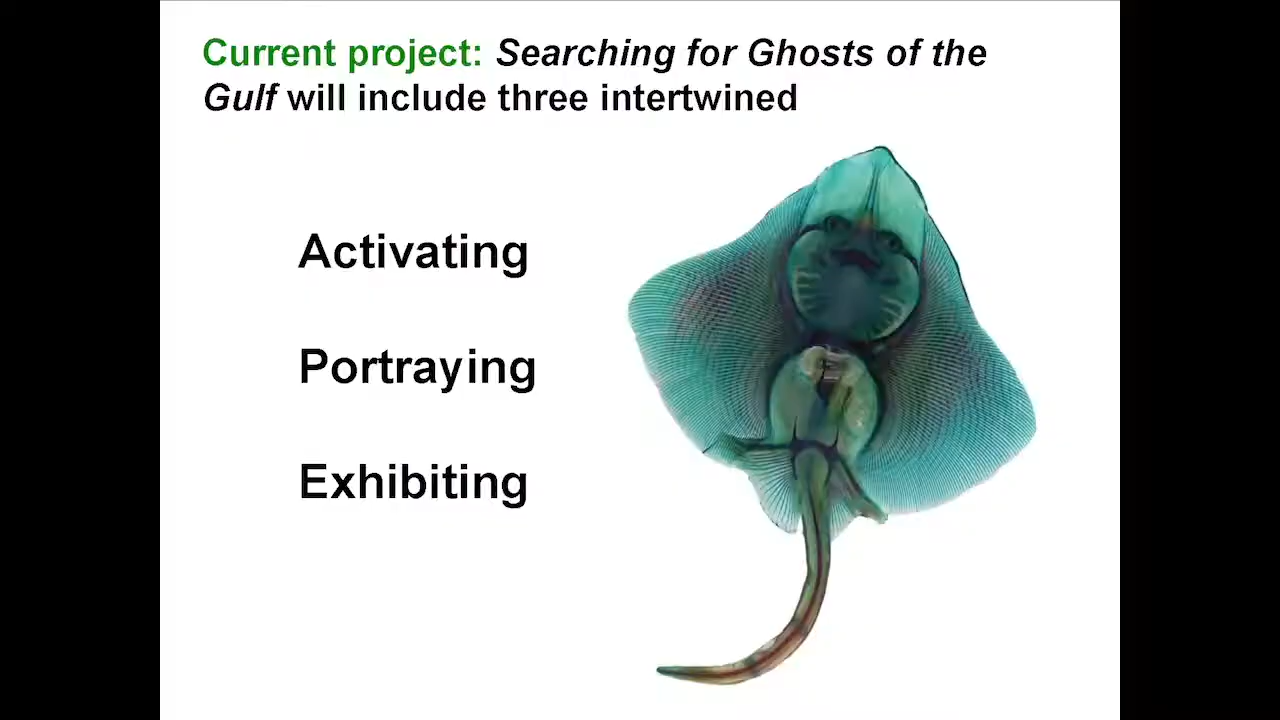 Current project: Searching for Ghosts of the
Gulf will include three intertwined
Activating
Portraying
Exhibiting